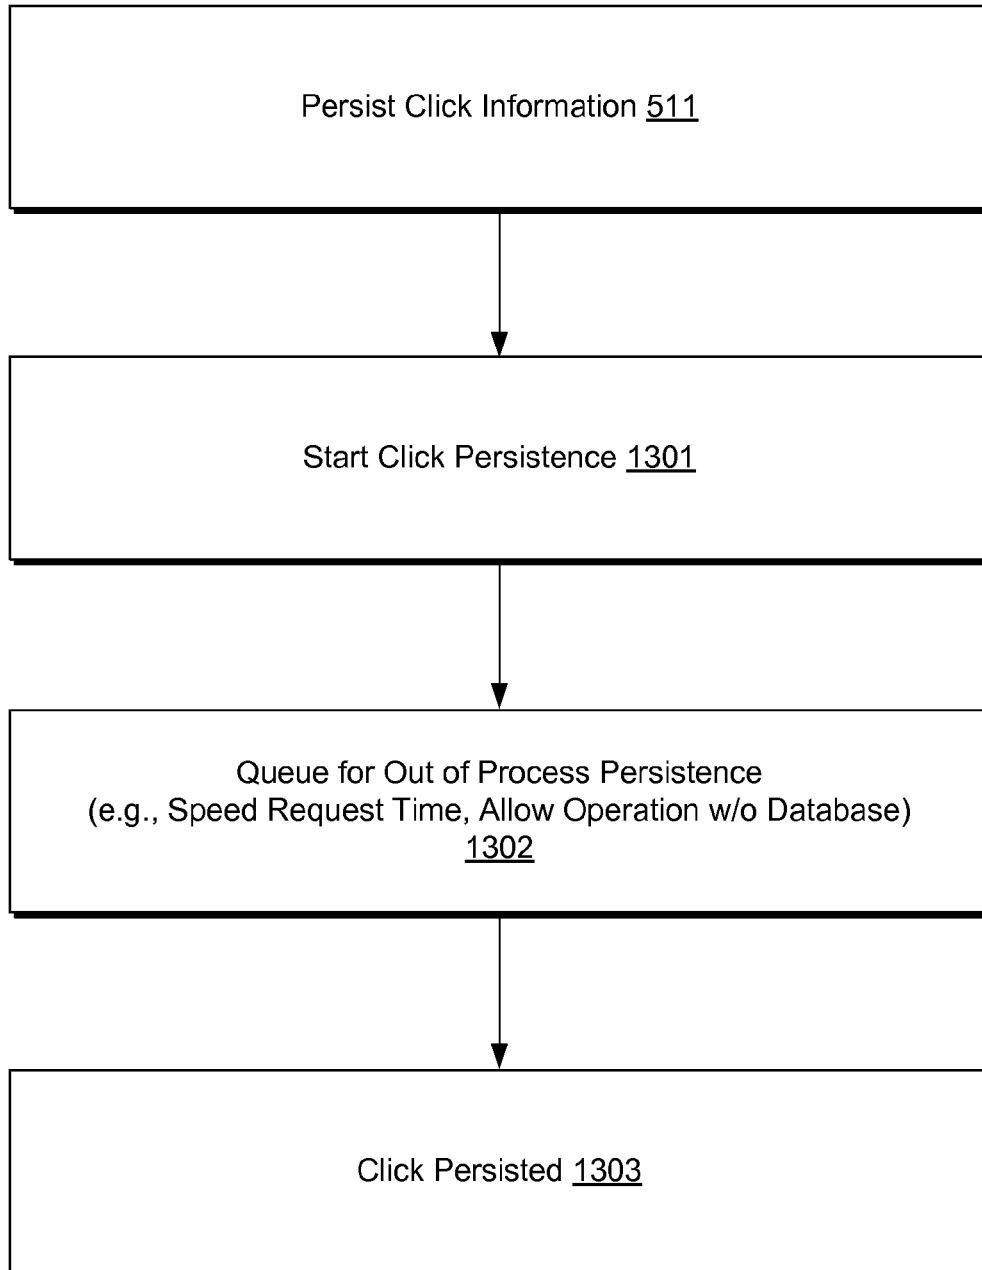 Persist Click Information 511
Start Click Persistence 1301
Queue for Out of Process Persistence
(e.g., Speed Request Time, Allow Operation w/o Database)
1302
Click Persisted 1303